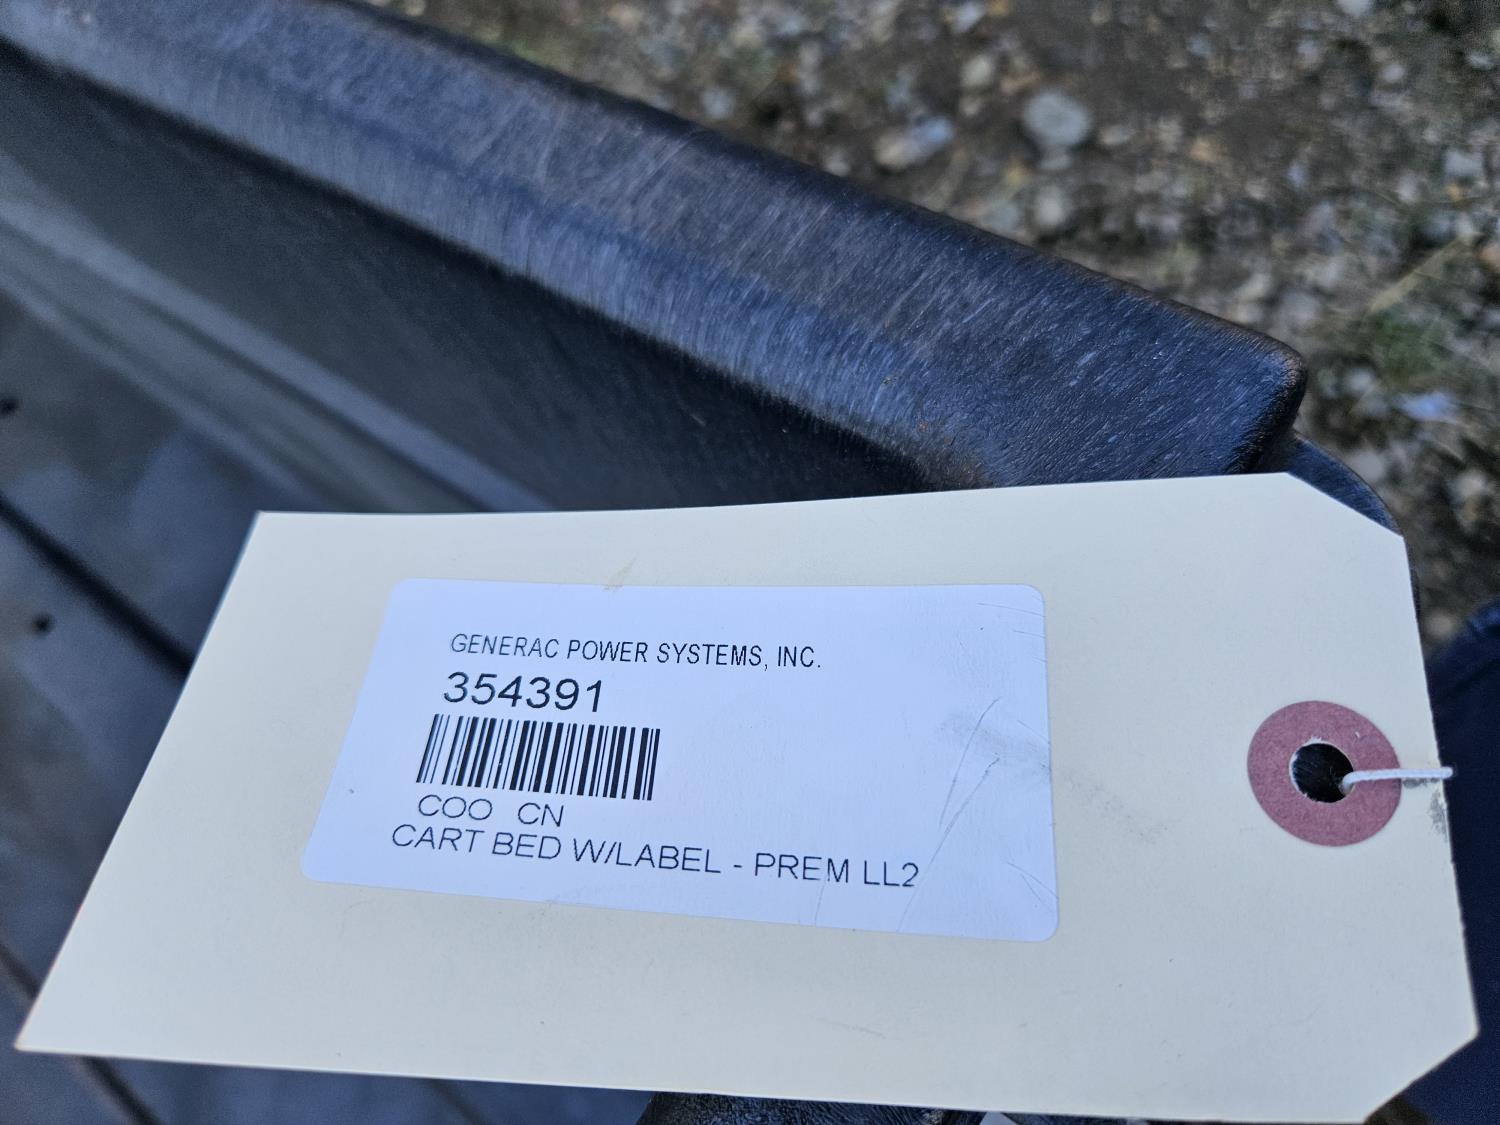 GENERAC POWER SYSTEMS, INC.
354391
COO CN
CART BED W/LABEL - PREM LL2